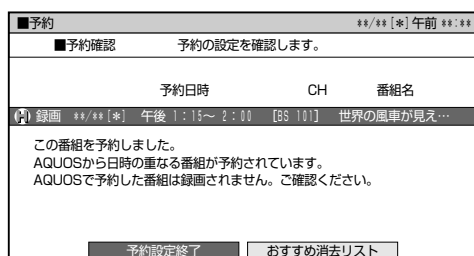 ■予約 **/**[*]午前 **:**
■予約確認 予約の設定を確認します。
予約日時 CH 番組名
録画 **/**[*] 午後 1:15〜 2:00 [BS 101] 世界の風車が見え…
この番組を予約しました。
AQUOSから日時の重なる番組が予約されています。
AQUOSで予約した番組は録画されません。ご確認ください。
予約設定終了 おすすめ消去リスト